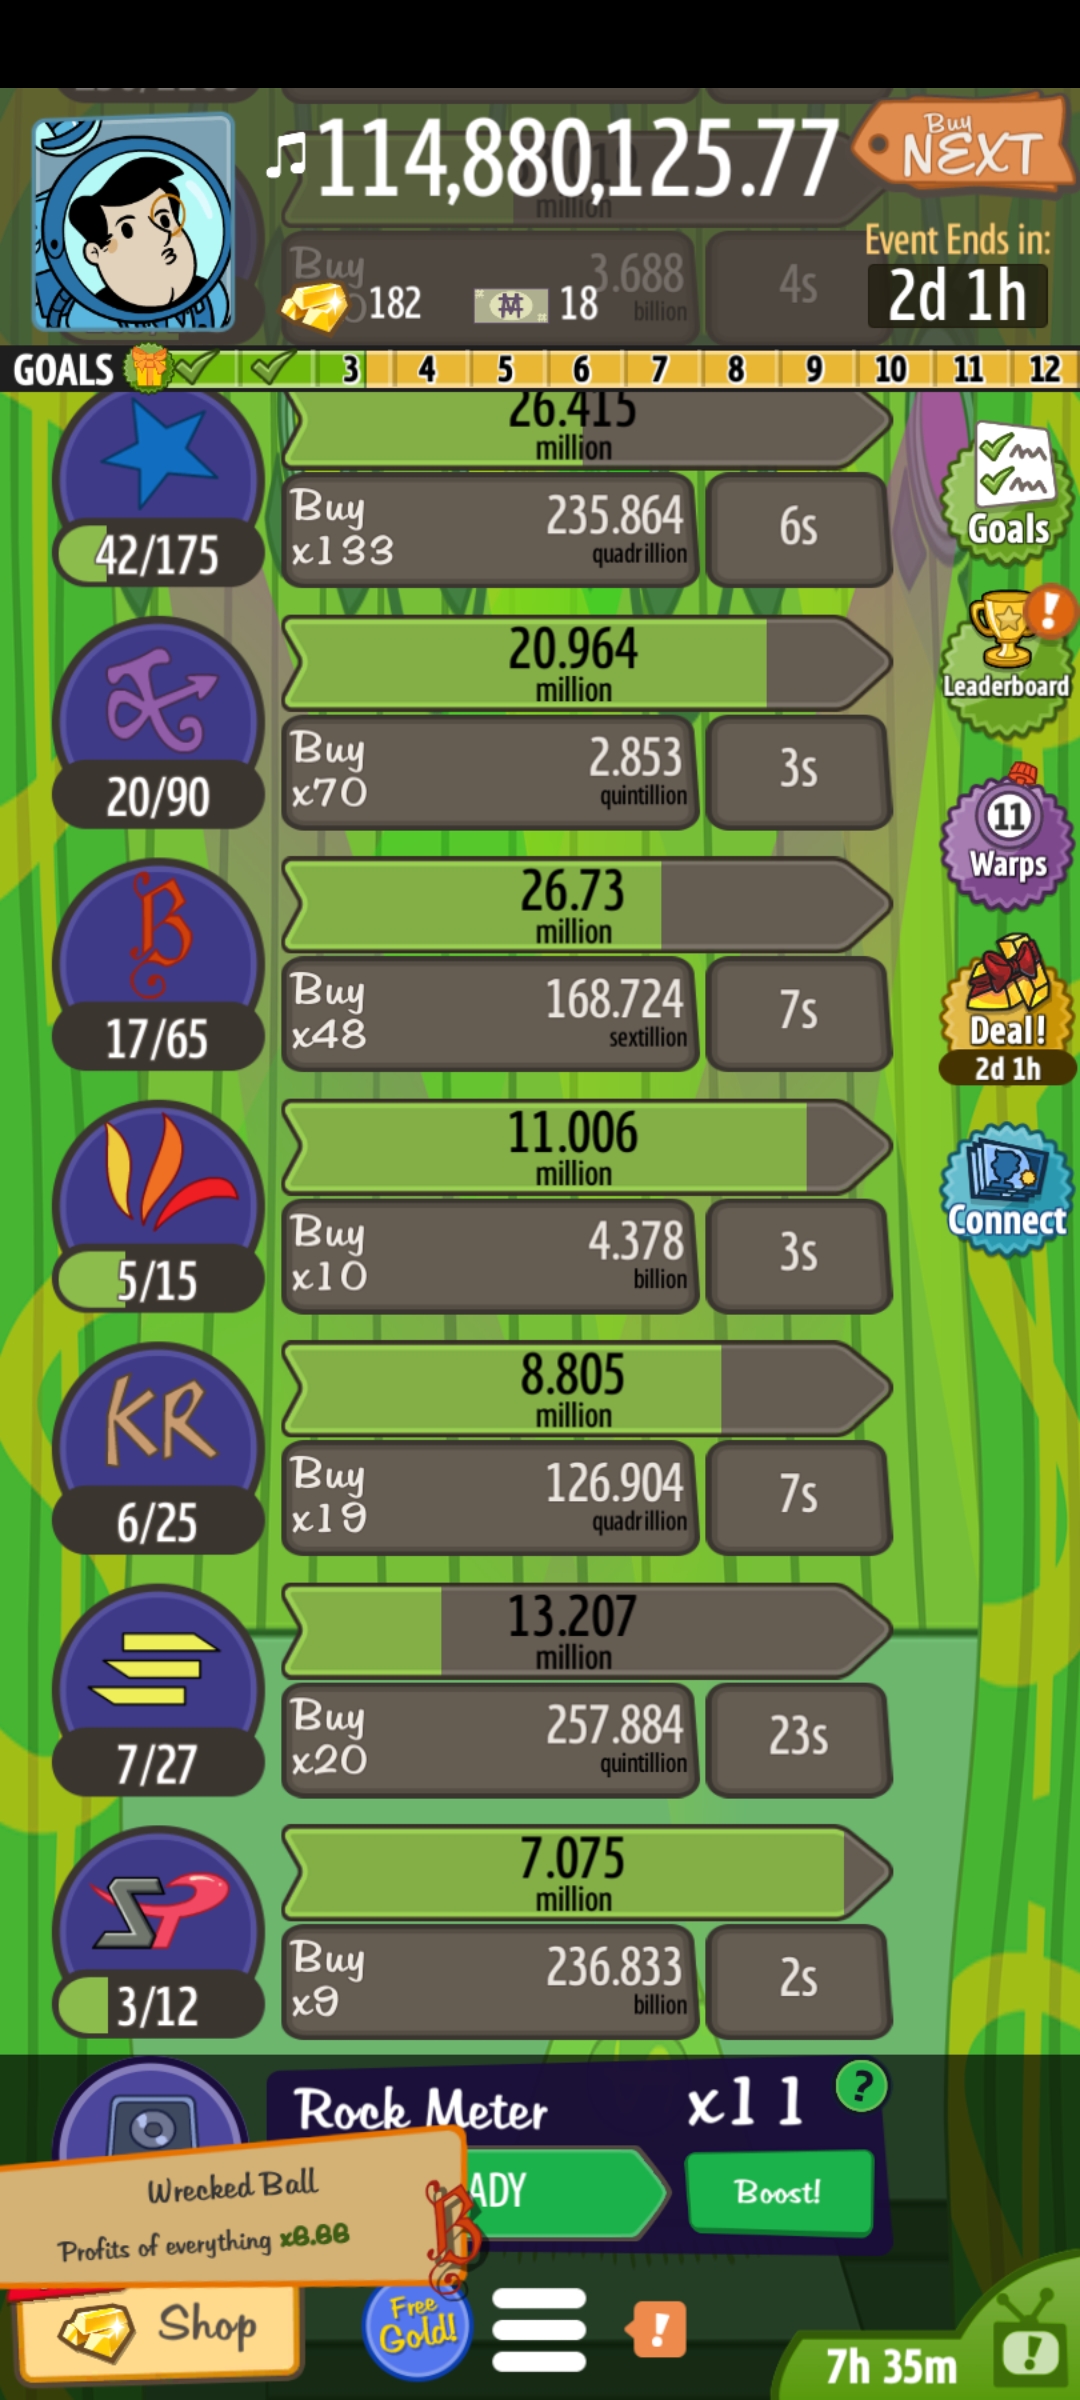 ♫114,880,125.77
Buy
NEXT
million
Event Ends in:
2d 1h
Buy
3.688
billion
4s
182
18
GOALS 3 4 5 6 7 8 9 10 11 12
26.415
million
Buy
x133
235.864
quadrillion
6s
42/175
Goals
20.964
million
Leaderboard
Buy
x70
2.853
quintillion
3s
20/90
11
Warps
26.73
million
Buy
x48
168.724
sextillion
7s
B
17/65
Deal!
2d 1h
11.006
million
Buy
x10
4.378
billion
3s
5/15
Connect
8.805
million
KR
Buy
x19
126.904
quadrillion
7s
6/25
13.207
million
Buy
x20
257.884
quintillion
23s
7/27
7.075
million
Buy
x9
236.833
billion
2s
3/12
Rock Meter
x11
?
ADY
Boost!
Wrecked Ball
Profits of everything x8.88
B
Shop
Free
Gold!
!
7h 35m